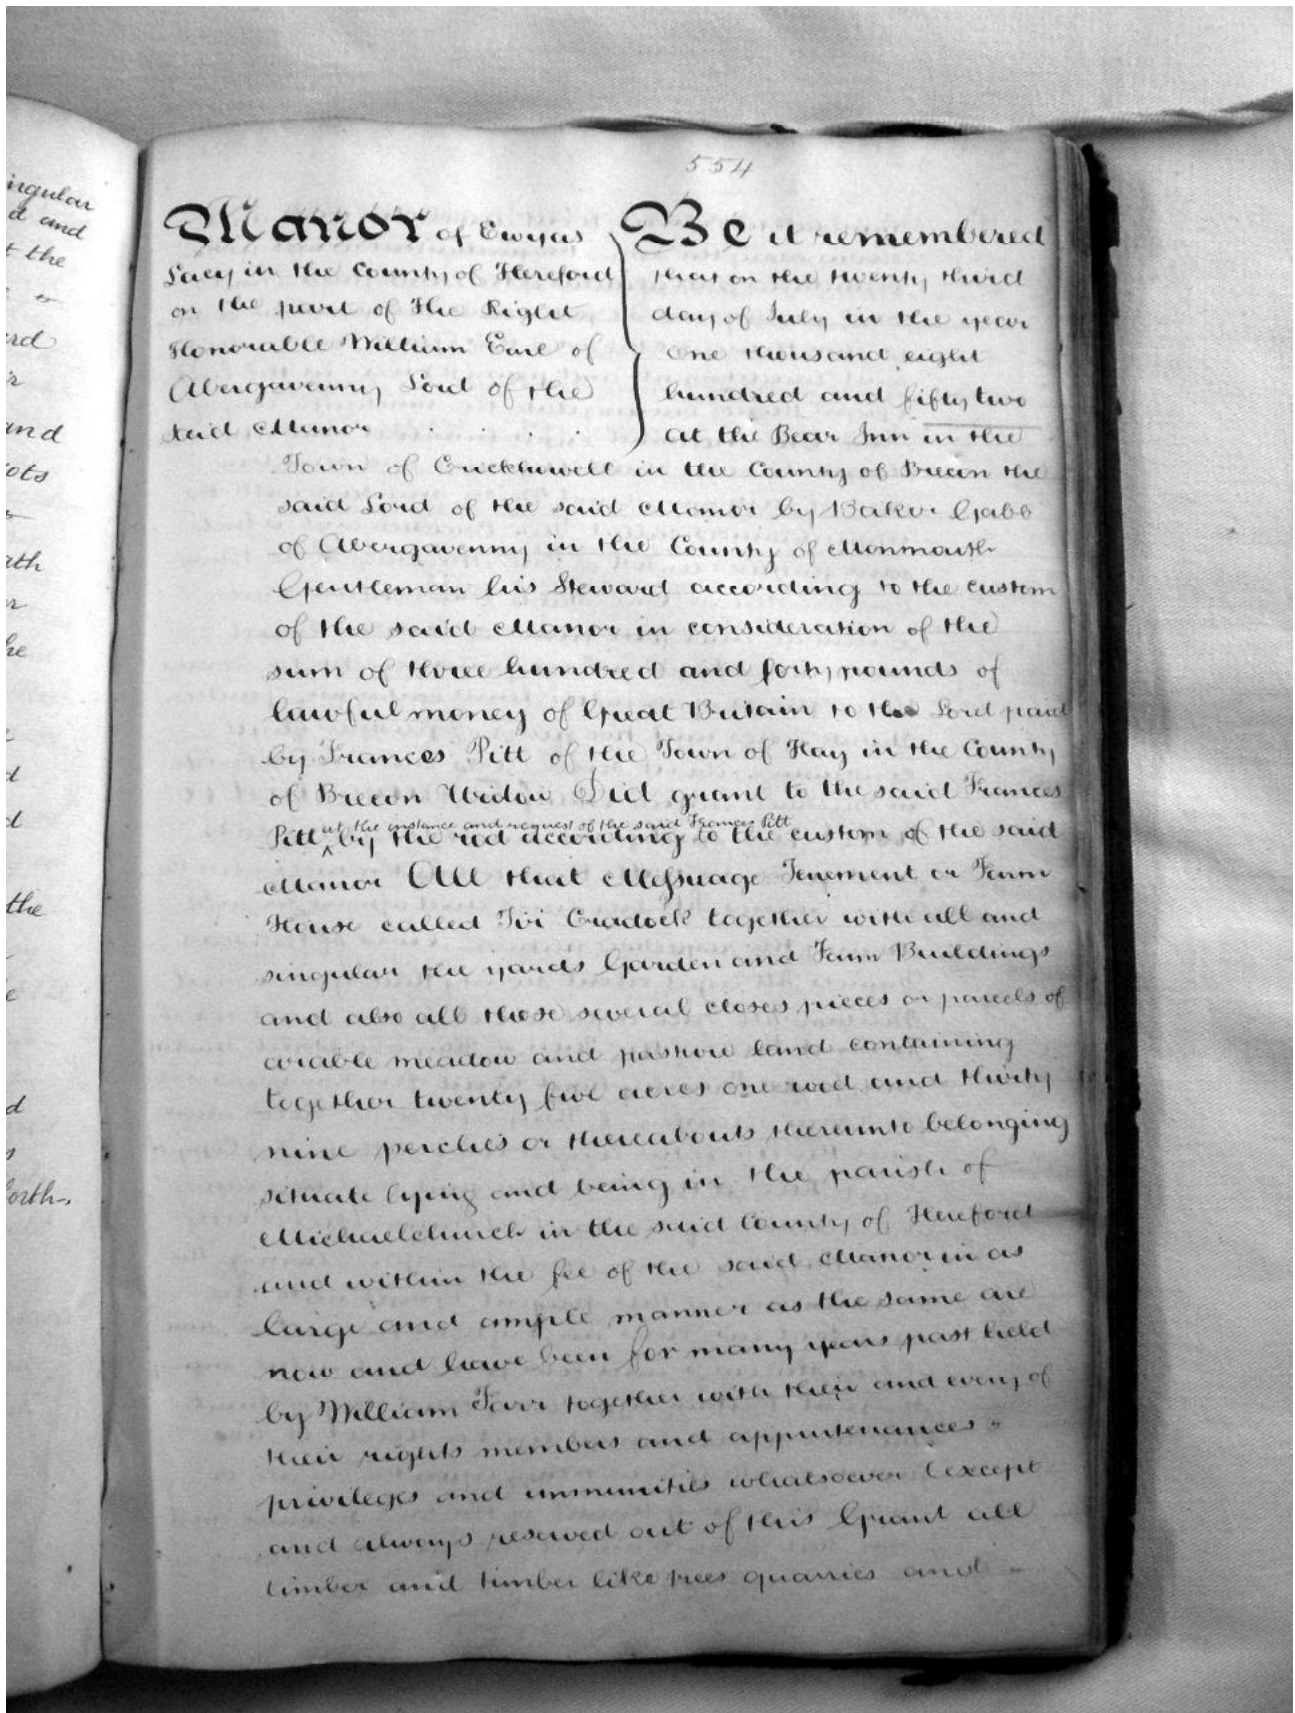 ingular
d and
t the
rd
and
ots
ath
he
d
d
the
e
d
forth
554
Manor of Ewyas
Lacy in the County of Hereford
on the part of The Right
Honorable William Earl of
Abergavenny Lord of the
said Manor . . . .
Be it remembered
that on the twenty third
day of July in the year
one thousand eight
hundred and fifty two
at the Bear Inn in the
Town of Crickhowell in the County of Brecon the
said Lord of the said Manor by Baker Gabb
of Abergavenny in the County of Monmouth
Gentleman his Steward according to the custom
of the said Manor in consideration of the
sum of three hundred and forty pounds of
lawful money of Great Britain to the Lord paid
by Frances Pitt of the Town of Hay in the County
of Brecon Widow Did grant to the said Frances
at the instance and request of the said Frances Pitt
Pitt ^ by the rod according to the custom of the said
Manor All that Messuage Tenement or Farm
House called Tir Cradock together with all and
singular the yards Garden and Farm Buildings
and also all those several closes pieces or parcels of
arable meadow and pasture land containing
together twenty five acres one rood and thirty
nine perches or thereabouts thereunto belonging
situate lying and being in the parish of
Michaelchurch in the said County of Hereford
and within the fee of the said Manor in as
large and ample manner as the same are
now and have been for many years past held
by William Farr together with their and every of
their rights members and appurtenances
privileges and immunities whatsoever (except
and always reserved out of this Grant all
timber and timber like trees quarries and